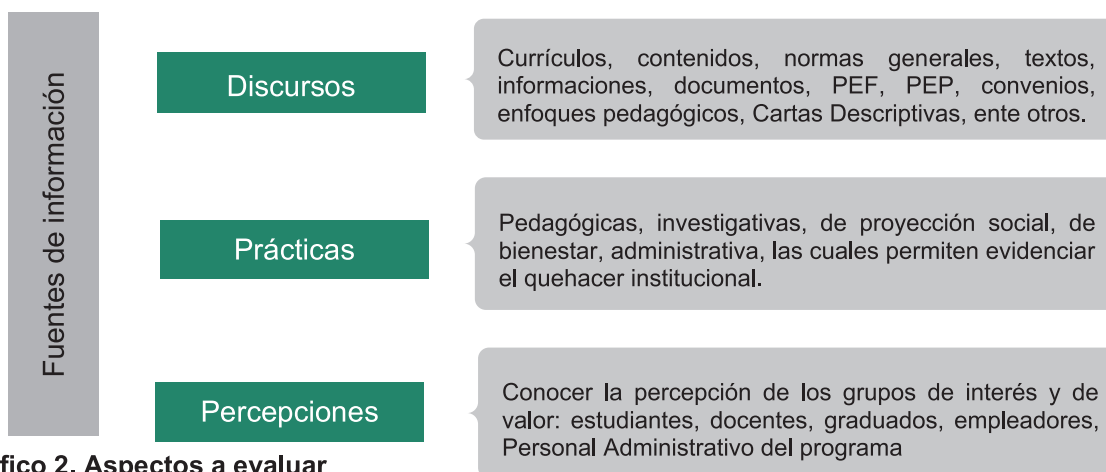 Fuentes de información
Discursos
Currículos, contenidos, normas generales, textos,
informaciones, documentos, PEF, PEP, convenios,
enfoques pedagógicos, Cartas Descriptivas, ente otros.
Prácticas
Pedagógicas, investigativas, de proyección social, de
bienestar, administrativa, las cuales permiten evidenciar
el quehacer institucional.
Percepciones
Conocer la percepción de los grupos de interés y de
valor: estudiantes, docentes, graduados, empleadores,
Personal Administrativo del programa
fico 2. Aspectos a evaluar